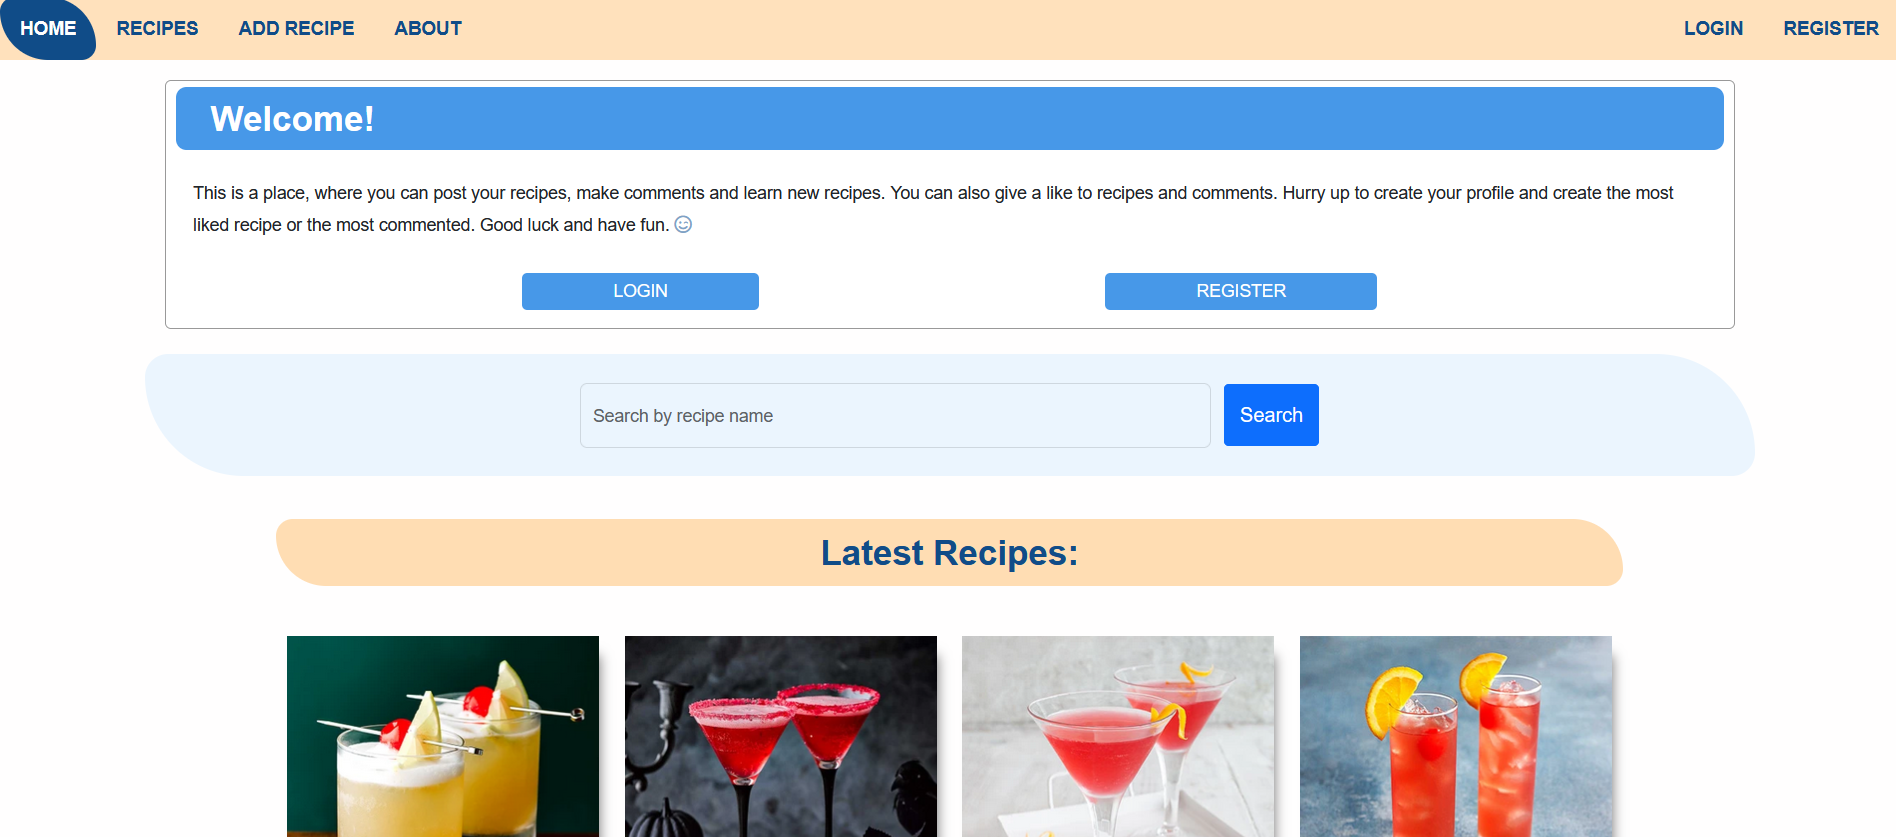 HOME RECIPES ADD RECIPE ABOUT LOGIN REGISTER
Welcome!
This is a place, where you can post your recipes, make comments and learn new recipes. You can also give a like to recipes and comments. Hurry up to create your profile and create the most
liked recipe or the most commented. Good luck and have fun.
LOGIN REGISTER
Search by recipe name Search
Latest Recipes: